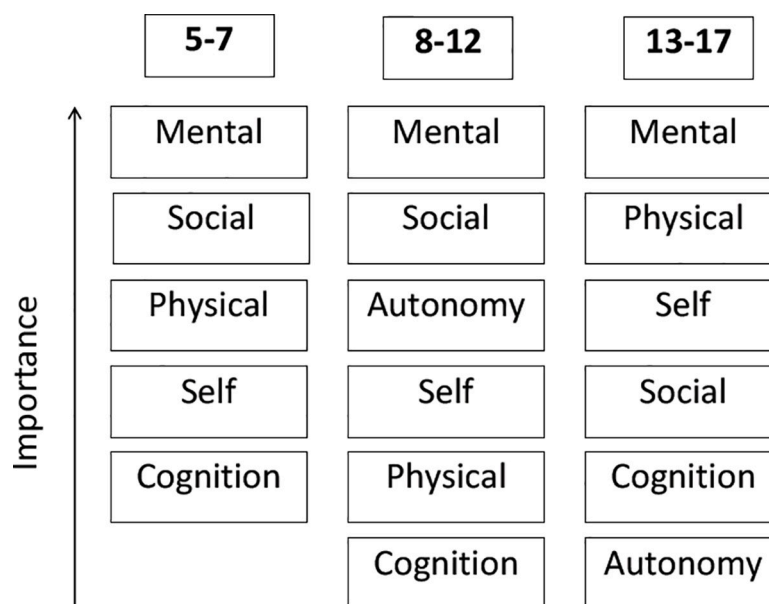 5-7 8-12 13-17
Mental Mental Mental
Social Social Physical
Physical Autonomy Self
Self Self Social
Cognition Physical Cognition
Cognition Autonomy
Importance